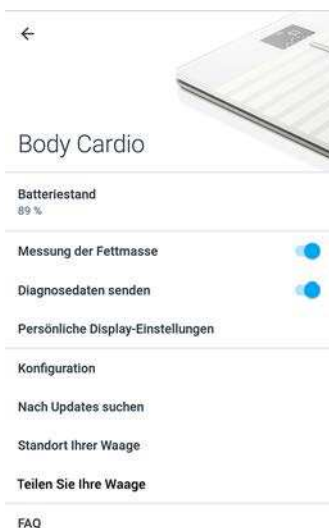 Body Cardio
Batteriestand
89 %
Messung der Fettmasse
Diagnosedaten senden
Persönliche Display-Einstellungen
Konfiguration
Nach Updates suchen
Standort Ihrer Waage
Teilen Sie Ihre Waage
FAQ